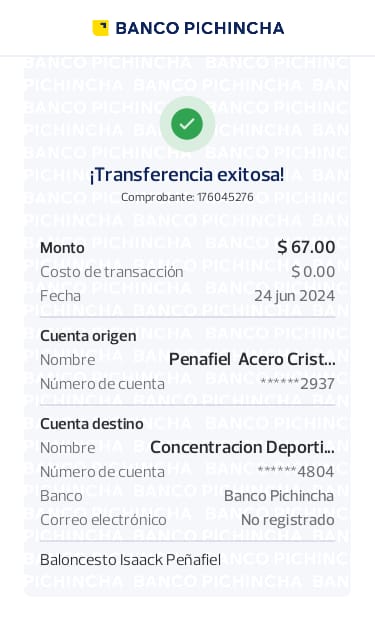 BANCO PICHINCHA
¡Transferencia exitosa!
Comprobante: 176045276
Monto $ 67.00
Costo de transacción $ 0.00
Fecha 24 jun 2024
Cuenta origen
Nombre Penafiel Acero Crist...
Número de cuenta ******2937
Cuenta destino
Nombre Concentracion Deporti...
Número de cuenta ******4804
Banco Banco Pichincha
Correo electrónico No registrado
Baloncesto Isaack Peñafiel